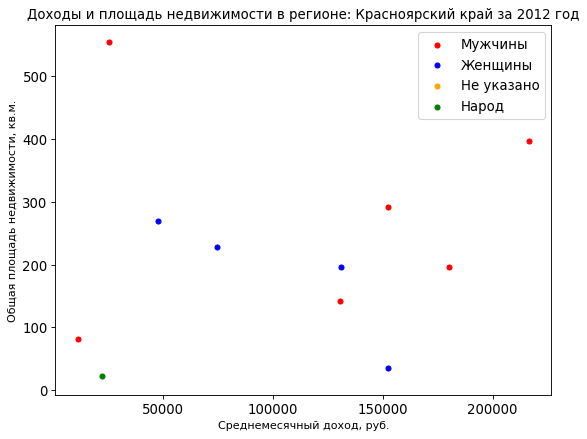 Доходы и площадь недвижимости в регионе: Красноярский край за 2012 год
Мужчины
Женщины
Не указано
Народ
Общая площадь недвижимости, кв.м.
500
400
300
200
100
0
50000 100000 150000 200000
Среднемесячный доход, руб.